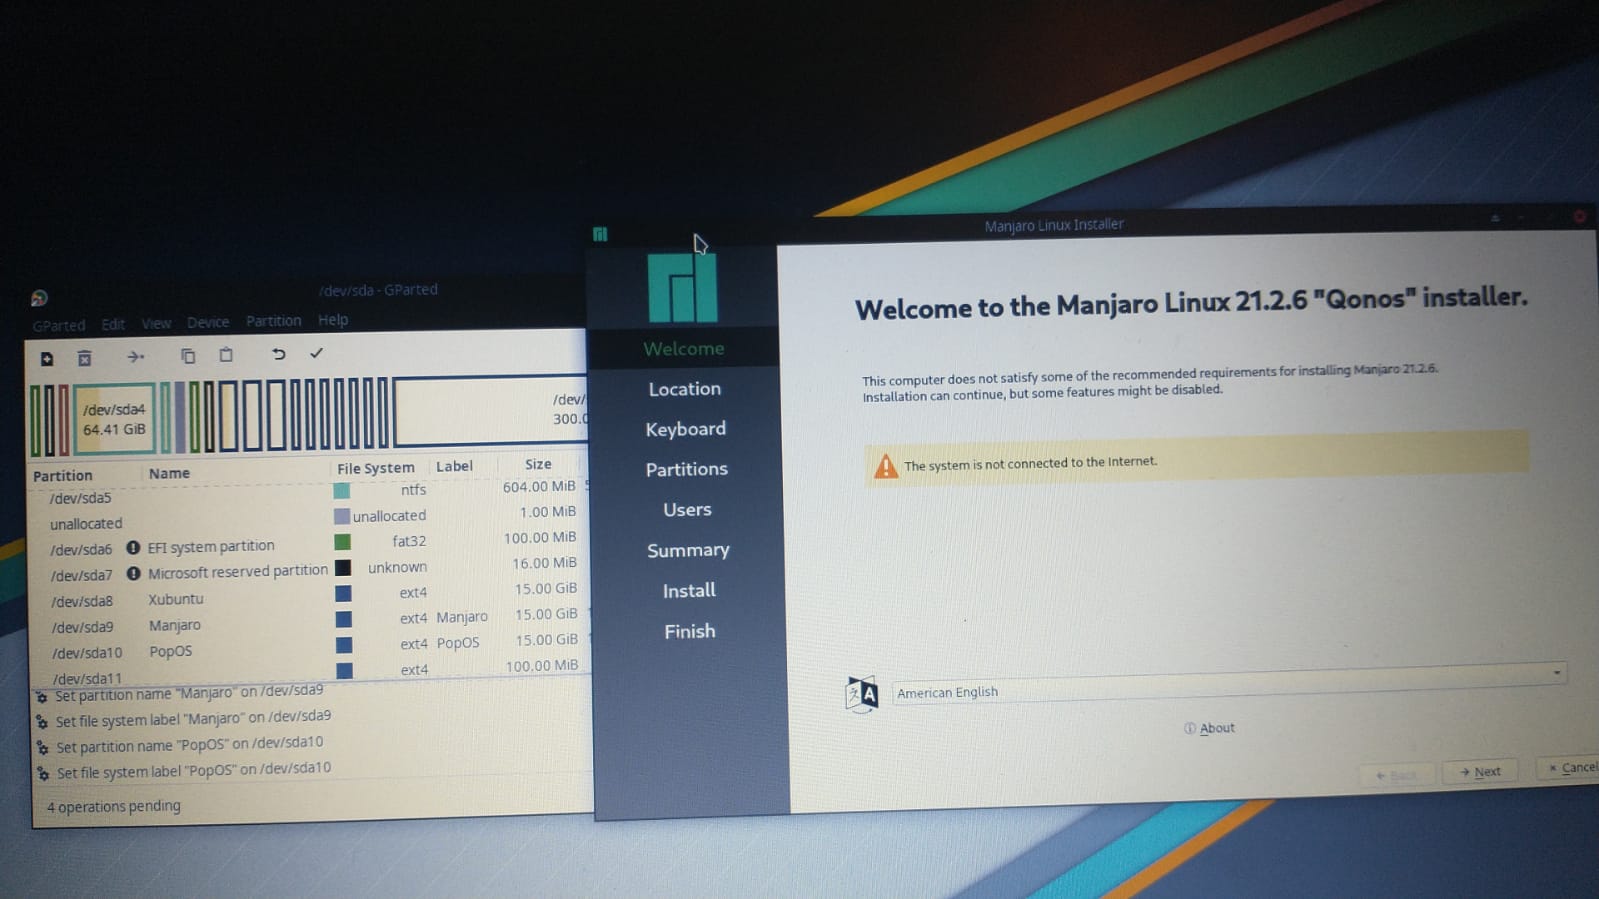 /dev/sda - GParted
GParted Edit View Device Partition Help
/dev/sda4
64.41 GiB
/dev/
300.0
Partition Name File System Label Size
/dev/sda5 ntfs 604.00 MiB
unallocated unallocated 1.00 MiB
/dev/sda6 EFI system partition fat32 100.00 MiB
/dev/sda7 Microsoft reserved partition unknown 16.00 MiB
/dev/sda8 Xubuntu ext4 15.00 GiB
/dev/sda9 Manjaro ext4 Manjaro 15.00 GiB
/dev/sda10 PopOS ext4 PopOS 15.00 GiB
/dev/sda11 ext4 100.00 MiB
Set partition name "Manjaro" on /dev/sda9
Set file system label "Manjaro" on /dev/sda9
Set partition name "PopOS" on /dev/sda10
Set file system label "PopOS" on /dev/sda10
4 operations pending
Manjaro Linux Installer
Welcome
Location
Keyboard
Partitions
Users
Summary
Install
Finish
Welcome to the Manjaro Linux 21.2.6 "Qonos" installer.
This computer does not satisfy some of the recommended requirements for installing Manjaro 21.2.6.
Installation can continue, but some features might be disabled.
The system is not connected to the Internet.
American English
About
Back Next Cancel